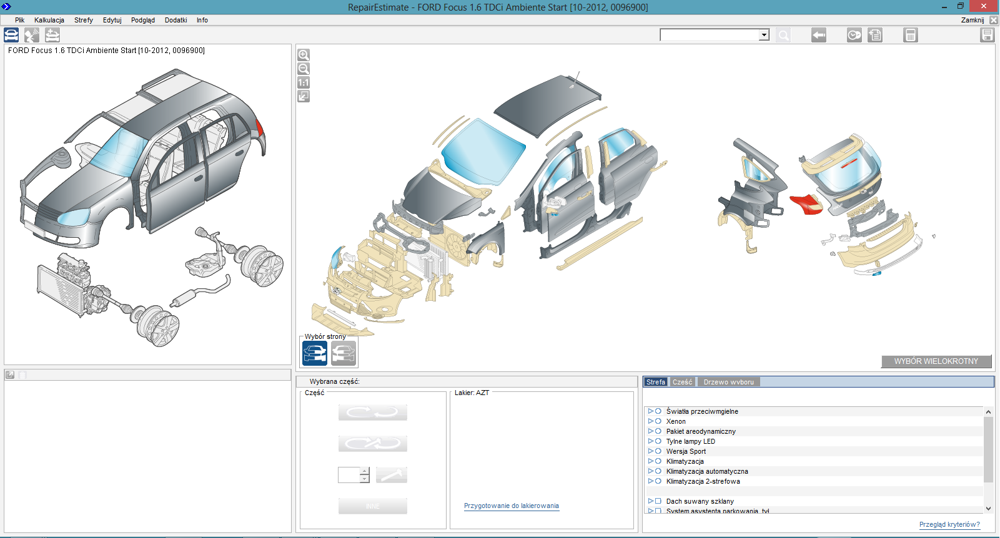 RepairEstimate - FORD Focus 1.6 TDCi Ambiente Start [10-2012, 0096900]
Plik Kalkulacja Strefy Edytuj Podgląd Dodatki Info Zamknij
FORD Focus 1.6 TDCi Ambiente Start [10-2012, 0096900]
1:1
Wybór strony
WYBÓR WIELOKROTNY
Wybrana część:
Część
Lakier: AZT
INNE
Przygotowanie do lakierowania
Strefa Cześć Drzewo wyboru
Światła przeciwmgielne
Xenon
Pakiet areodynamiczny
Tylne lampy LED
Wersja Sport
Klimatyzacja
Klimatyzacja automatyczna
Klimatyzacja 2-strefowa
Dach suwany szklany
System asystenta parkowania, tył
Przegląd kryteriów?